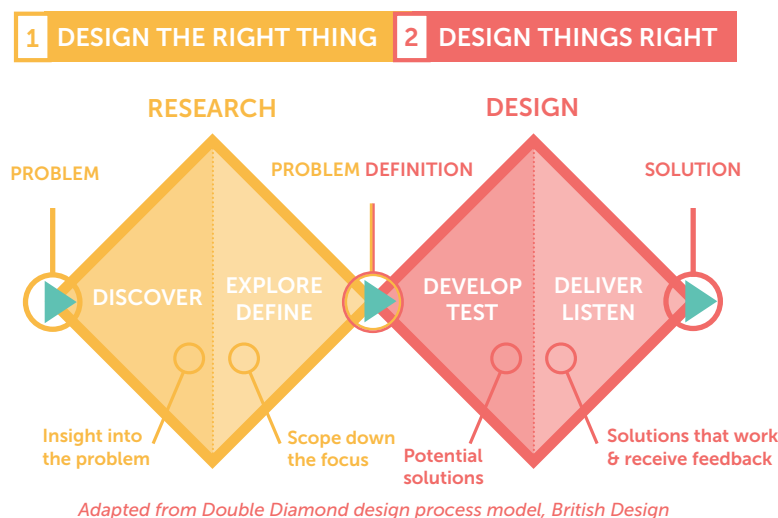 1 DESIGN THE RIGHT THING
2 DESIGN THINGS RIGHT
RESEARCH
DESIGN
PROBLEM
PROBLEM DEFINITION
SOLUTION
DISCOVER
EXPLORE
DEFINE
DEVELOP
TEST
DELIVER
LISTEN
Insight into
the problem
Scope down
the focus
Potential
solutions
Solutions that work
& receive feedback
Adapted from Double Diamond design process model, British Design